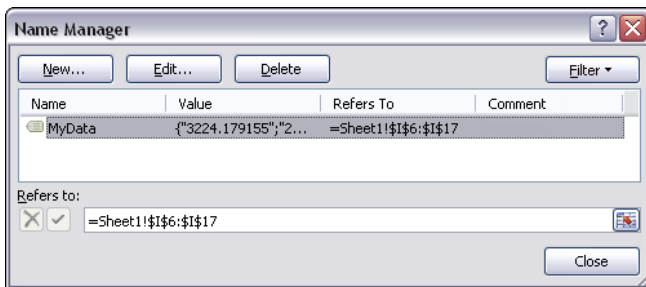 Name Manager
New... Edit... Delete Filter
Name Value Refers To Comment
MyData {"3224.179155";"2... =Sheet1!$I$6:$I$17
Refers to:
=Sheet1!$I$6:$I$17
Close